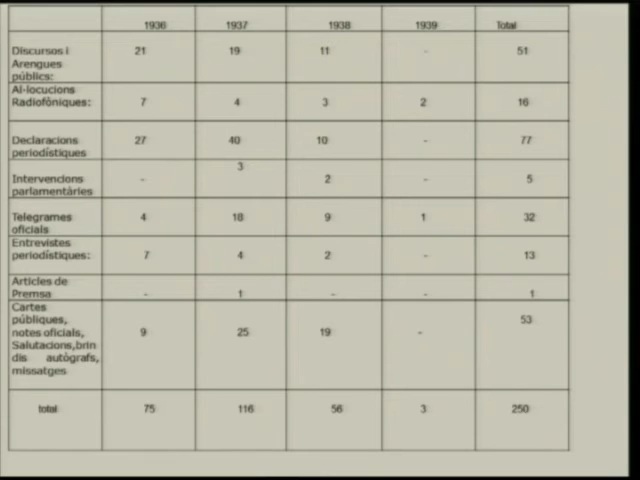 1936 1937 1938 1939 Total
Discursos i 21 19 11 - 51
Arengues
públics:
Al-locucions
Radiofòniques: 7 4 3 2 16
Declaracions 27 40 10 - 77
periodístiques
3
Intervencions - 2 - 5
parlamentàries
Telegrames 4 18 9 1 32
oficials
Entrevistes
periodístiques: 7 4 2 - 13
Articles de
Premsa - 1 - - 1
Cartes
públiques, 53
notes oficials, 9 25 19 -
Salutacions,brin
dis autògrafs,
missatges
total 75 116 56 3 250